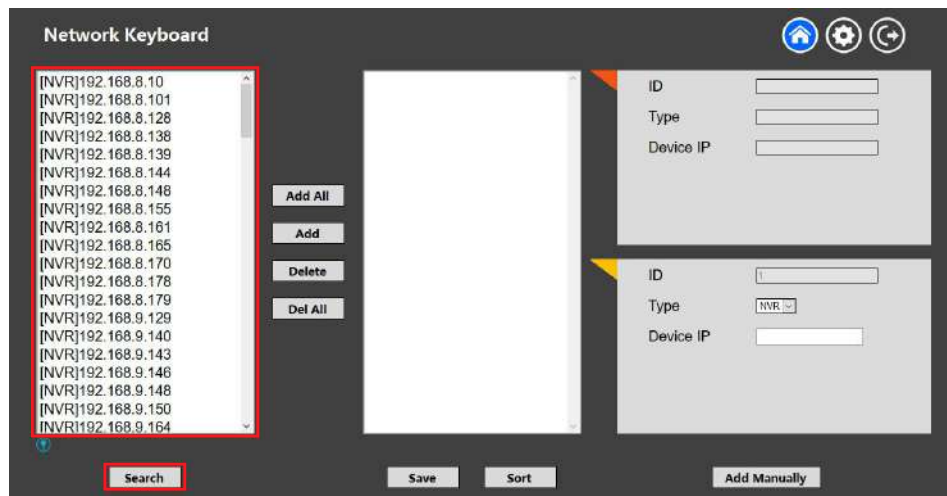 Network Keyboard
[NVR]192.168.8.10
[NVR]192.168.8.101
[NVR]192.168.8.128
[NVR]192.168.8.138
[NVR]192.168.8.139
[NVR]192.168.8.144
[NVR]192.168.8.148
[NVR]192.168.8.155
[NVR]192.168.8.161
[NVR]192.168.8.165
[NVR]192.168.8.170
[NVR]192.168.8.178
[NVR]192.168.8.179
[NVR]192.168.9.129
[NVR]192.168.9.140
[NVR]192.168.9.143
[NVR]192.168.9.146
[NVR]192.168.9.148
[NVR]192.168.9.150
[NVR]192.168.9.164
Search
Add All
Add
Delete
Del All
Save
Sort
ID
Type
Device IP
ID 1
Type NVR
Device IP
Add Manually